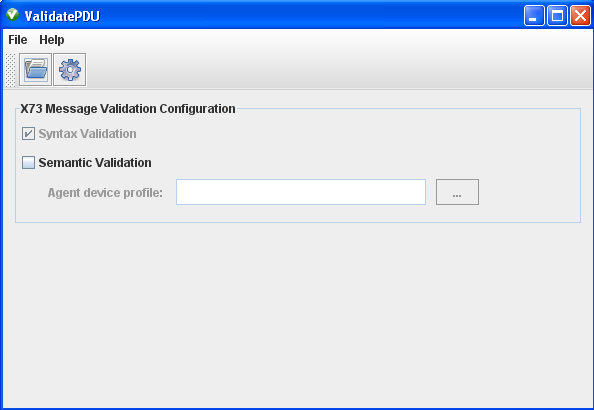 ValidatePDU
File Help
X73 Message Validation Configuration
Syntax Validation
Semantic Validation
Agent device profile: ...